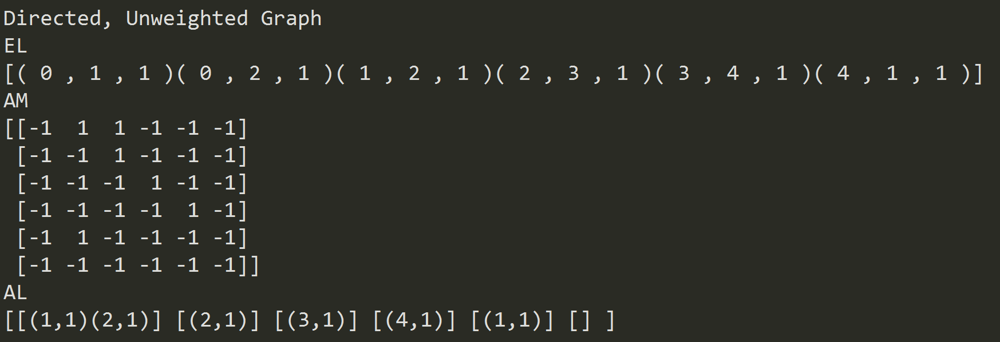 Directed, Unweighted Graph
EL
[( 0 , 1 , 1 )( 0 , 2 , 1 )( 1 , 2 , 1 )( 2 , 3 , 1 )( 3 , 4 , 1 )( 4 , 1 , 1 )]
AM
[[-1  1  1 -1 -1 -1]
 [-1 -1  1 -1 -1 -1]
 [-1 -1 -1  1 -1 -1]
 [-1 -1 -1 -1  1 -1]
 [-1  1 -1 -1 -1 -1]
 [-1 -1 -1 -1 -1 -1]]
AL
[[(1,1)(2,1)] [(2,1)] [(3,1)] [(4,1)] [(1,1)] [] ]